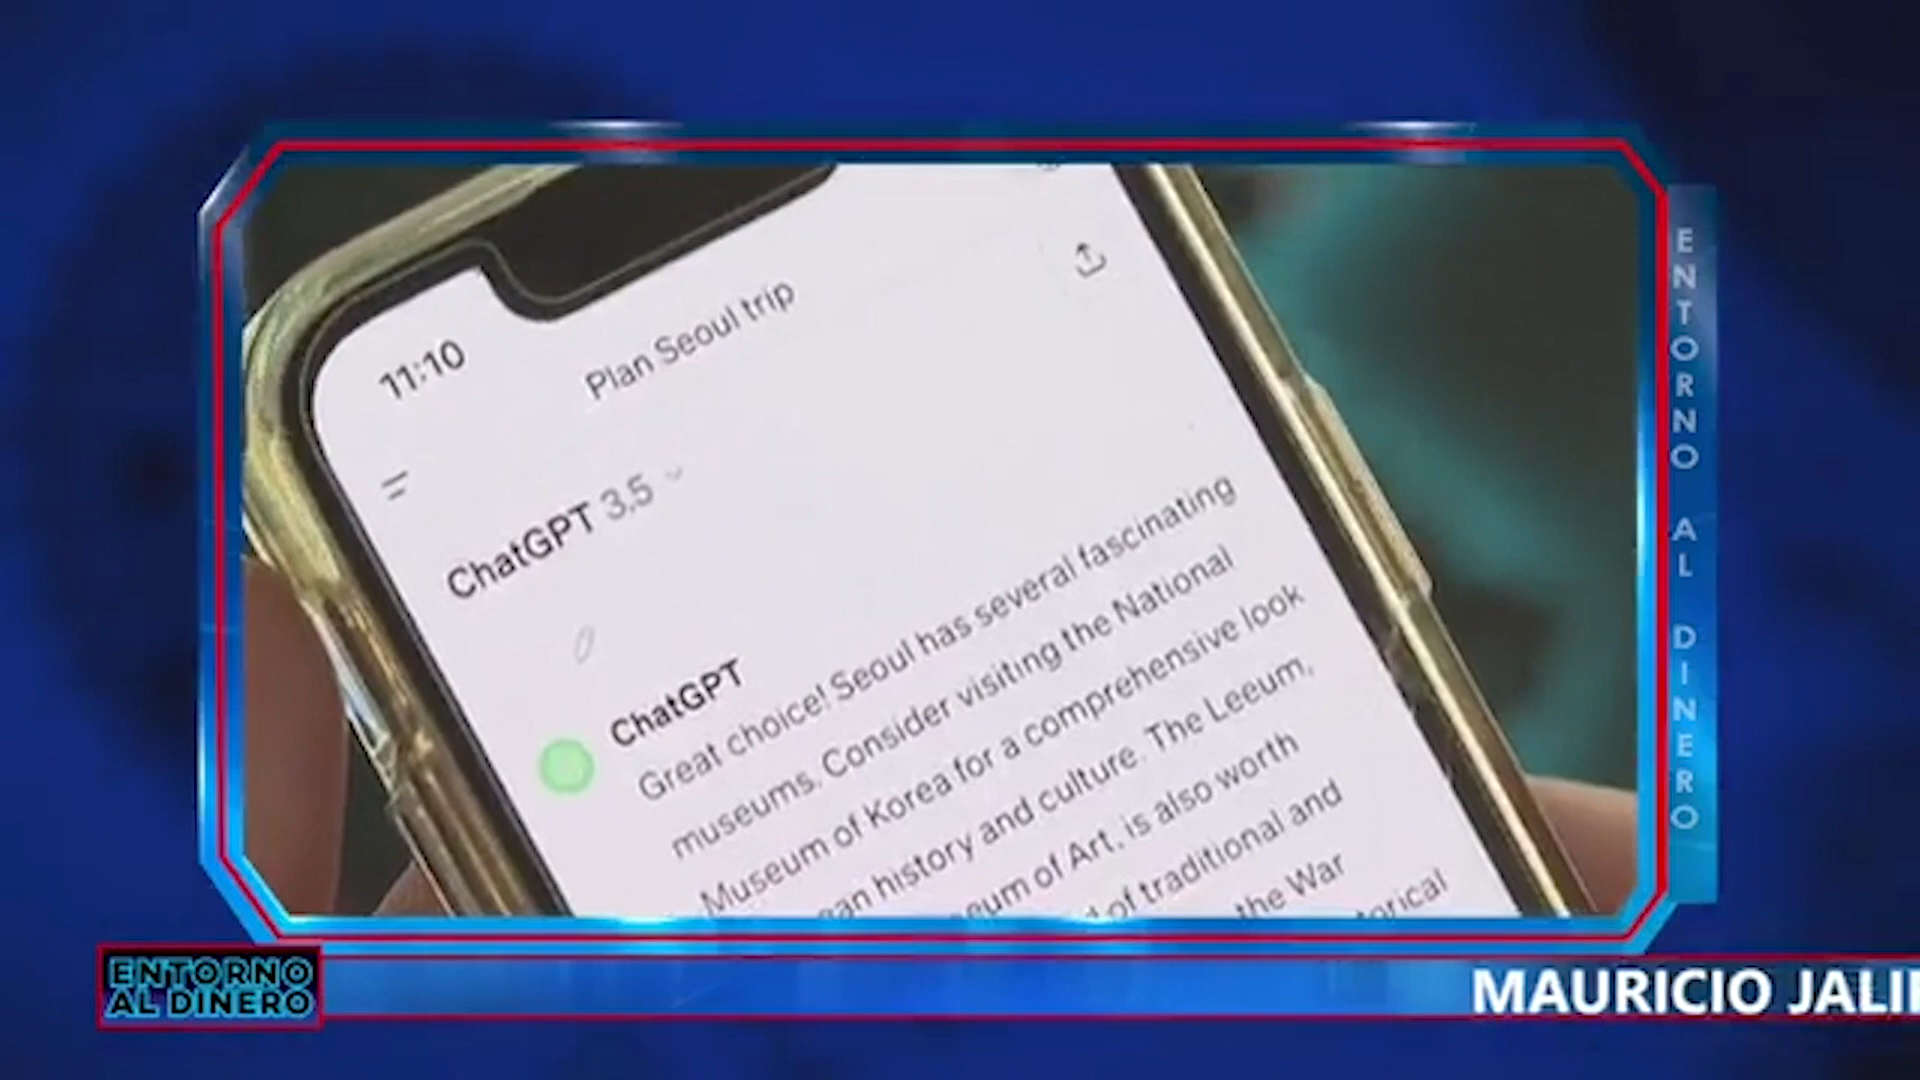 11:10
Plan Seoul trip
ChatGPT 3.5
ChatGPT
Great choice! Seoul has several fascinating
museums. Consider visiting the National
Museum of Korea for a comprehensive look
history and culture. The Leeum,
of Art, is also worth
of traditional and
the War
ENTORNO AL DINERO
ENTORNO
AL DINERO
MAURICIO